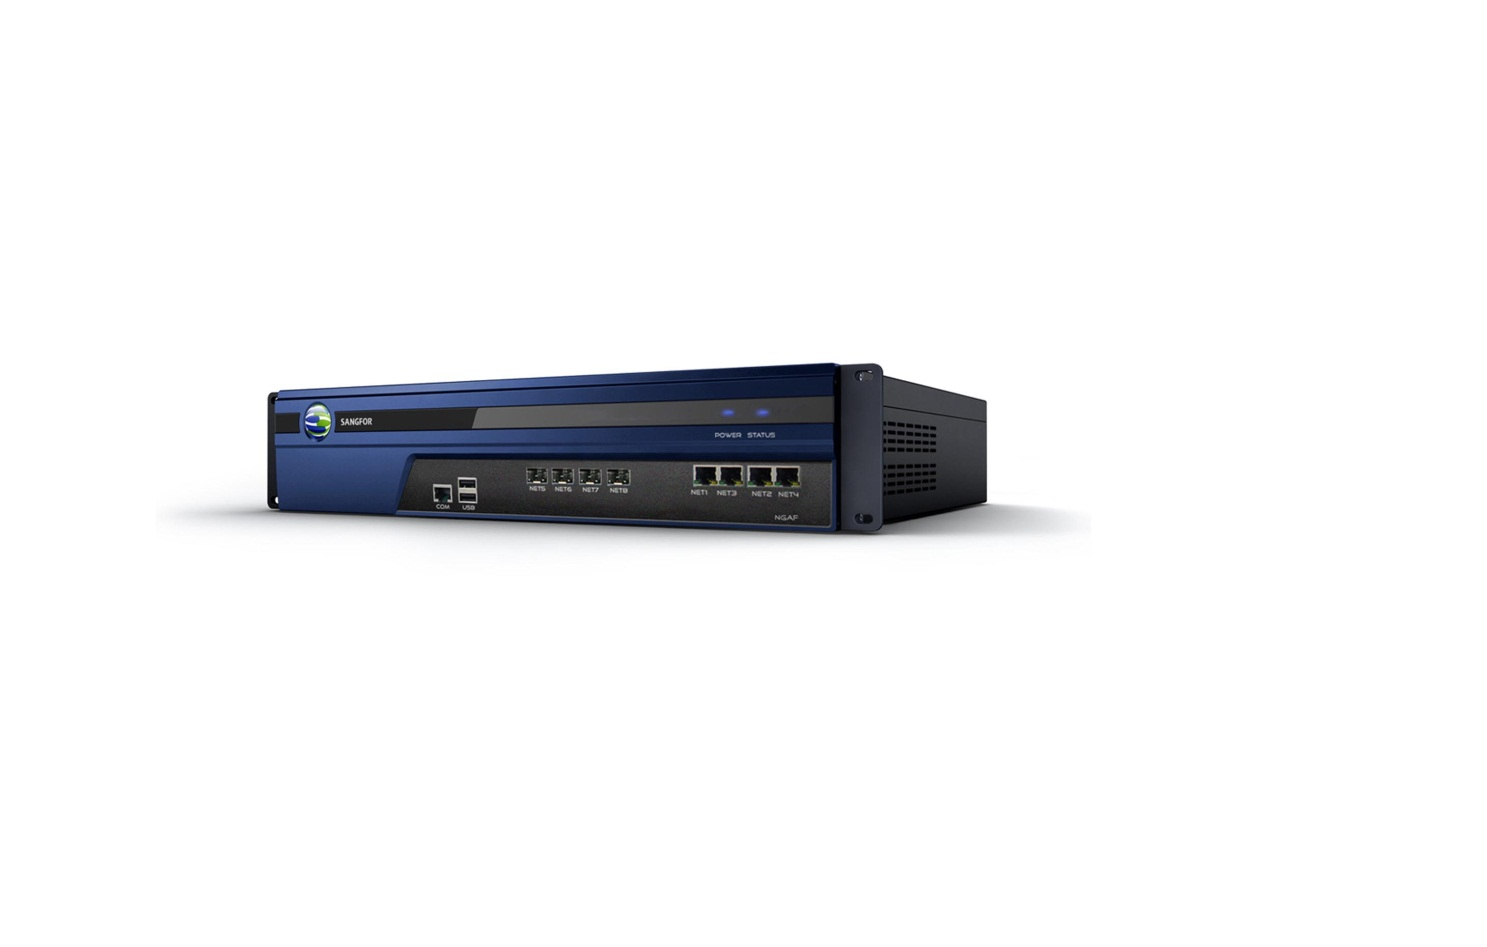 SANGFOR
POWER STATUS
NET5 NET6 NET7 NET8
NET1 NET3 NET2 NET4
COM USB
NGAF